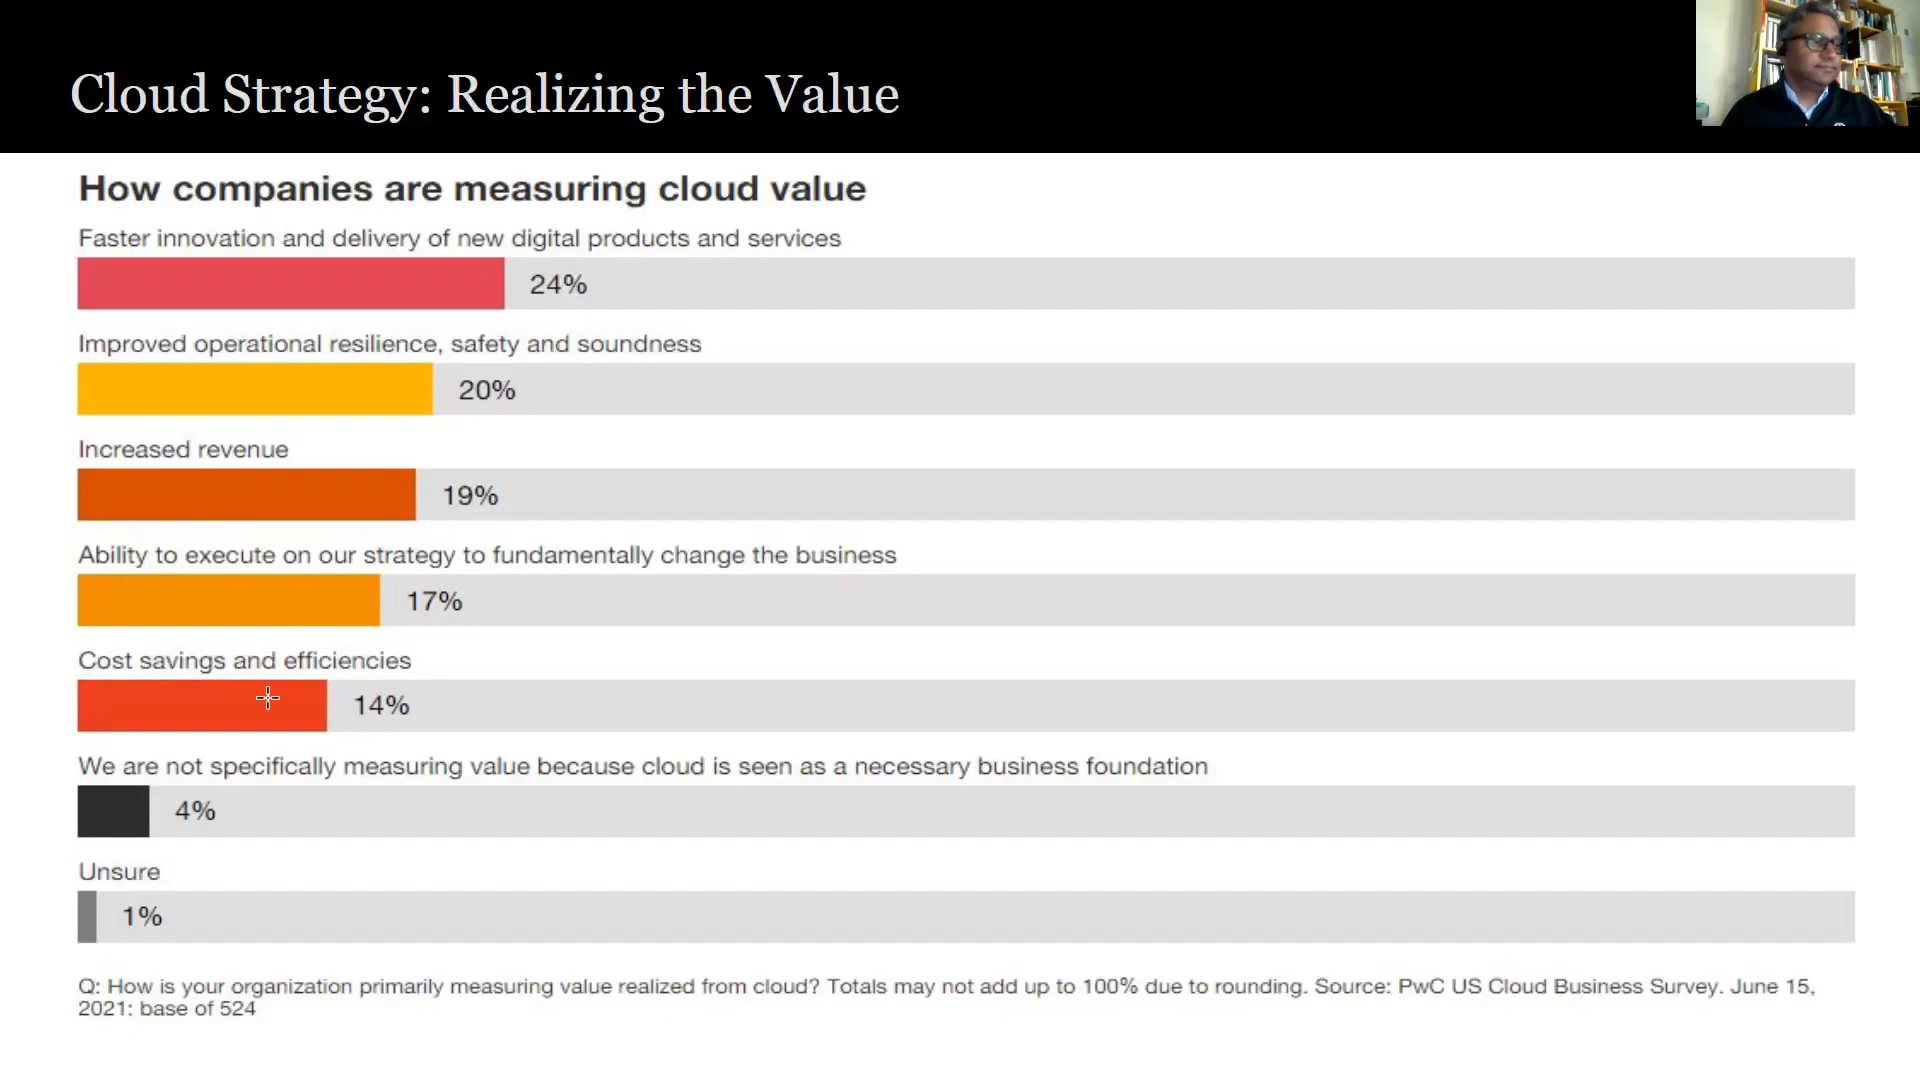 Cloud Strategy: Realizing the Value
How companies are measuring cloud value
Faster innovation and delivery of new digital products and services
24%
Improved operational resilience, safety and soundness
20%
Increased revenue
19%
Ability to execute on our strategy to fundamentally change the business
17%
Cost savings and efficiencies
14%
We are not specifically measuring value because cloud is seen as a necessary business foundation
4%
Unsure
1%
Q: How is your organization primarily measuring value realized from cloud? Totals may not add up to 100% due to rounding. Source: PwC US Cloud Business Survey. June 15,
2021: base of 524